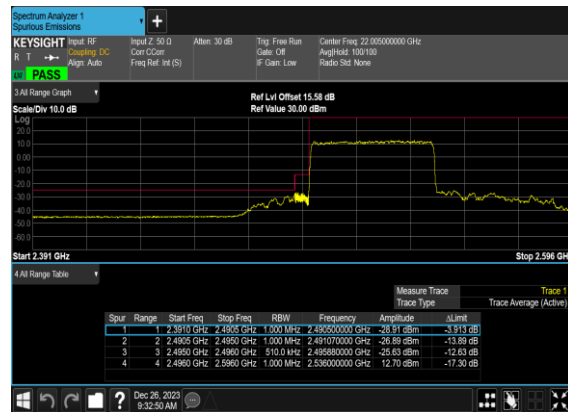 Spectrum Analyzer 1
Spurious Emissions
+
KEYSIGHT Input: RF Input Z: 50 Ω Atten: 30 dB Trig: Free Run Center Freq: 22.005000000 GHz
R T Coupling: DC Corr CCorr Gate: Off Avg|Hold: 100/100
Align: Auto Freq Ref: Int (S) IF Gain: Low Radio Std: None
PASS
3 All Range Graph
Ref Lvl Offset 15.58 dB
Scale/Div 10.0 dB Ref Value 30.00 dBm
Log
20.0
10.0
0.00
-10.0
-20.0
-30.0
-40.0
-50.0
-60.0
Start 2.391 GHz Stop 2.596 GH
4 All Range Table
Measure Trace Trace 1
Trace Type Trace Average (Active)
Spur Range Start Freq Stop Freq RBW Frequency Amplitude ΔLimit
1 1 2.3910 GHz 2.4905 GHz 1.000 MHz 2.490500000 GHz -28.91 dBm -3.913 dB
2 2 2.4905 GHz 2.4950 GHz 1.000 MHz 2.491070000 GHz -26.89 dBm -13.89 dB
3 3 2.4950 GHz 2.4960 GHz 510.0 kHz 2.495880000 GHz -25.63 dBm -12.63 dB
4 4 2.4960 GHz 2.5960 GHz 1.000 MHz 2.536000000 GHz 12.70 dBm -17.30 dB
? Dec 26, 2023
9:32:50 AM